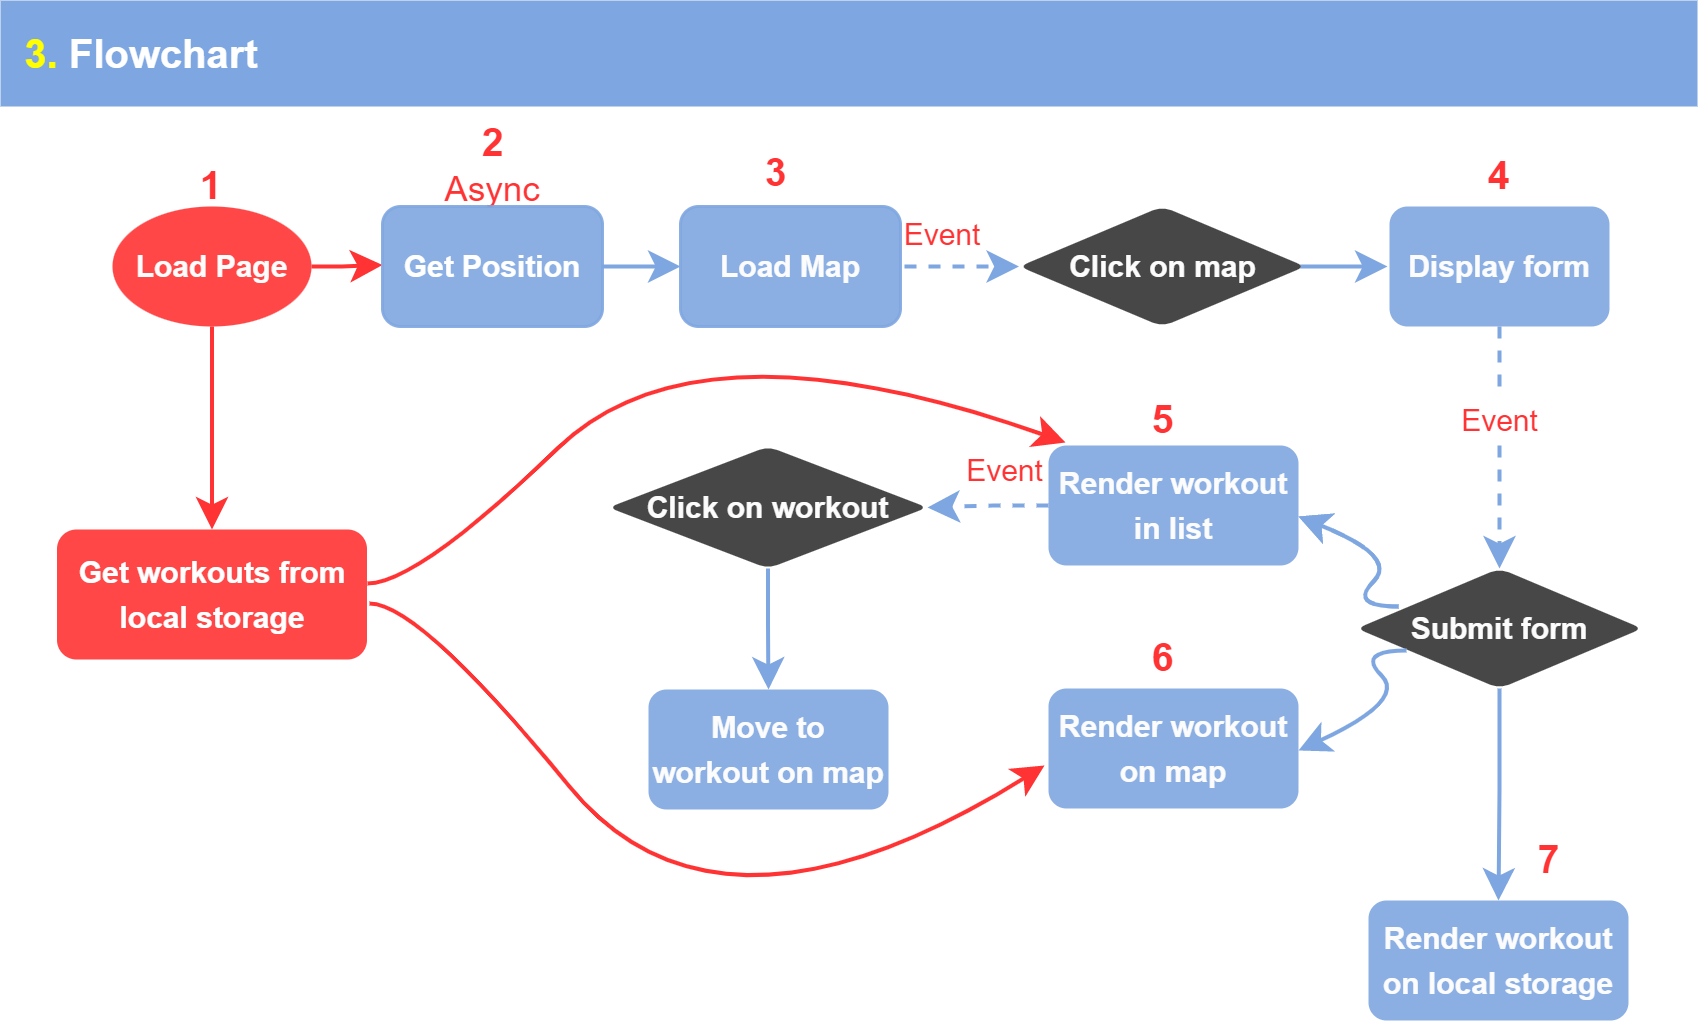 3. Flowchart
1
2
Async
3
4
Load Page
Get Position
Load Map
Event
Click on map
Display form
Event
5
Event
Render workout
in list
Click on workout
Get workouts from
local storage
Submit form
6
Move to
workout on map
Render workout
on map
7
Render workout
on local storage